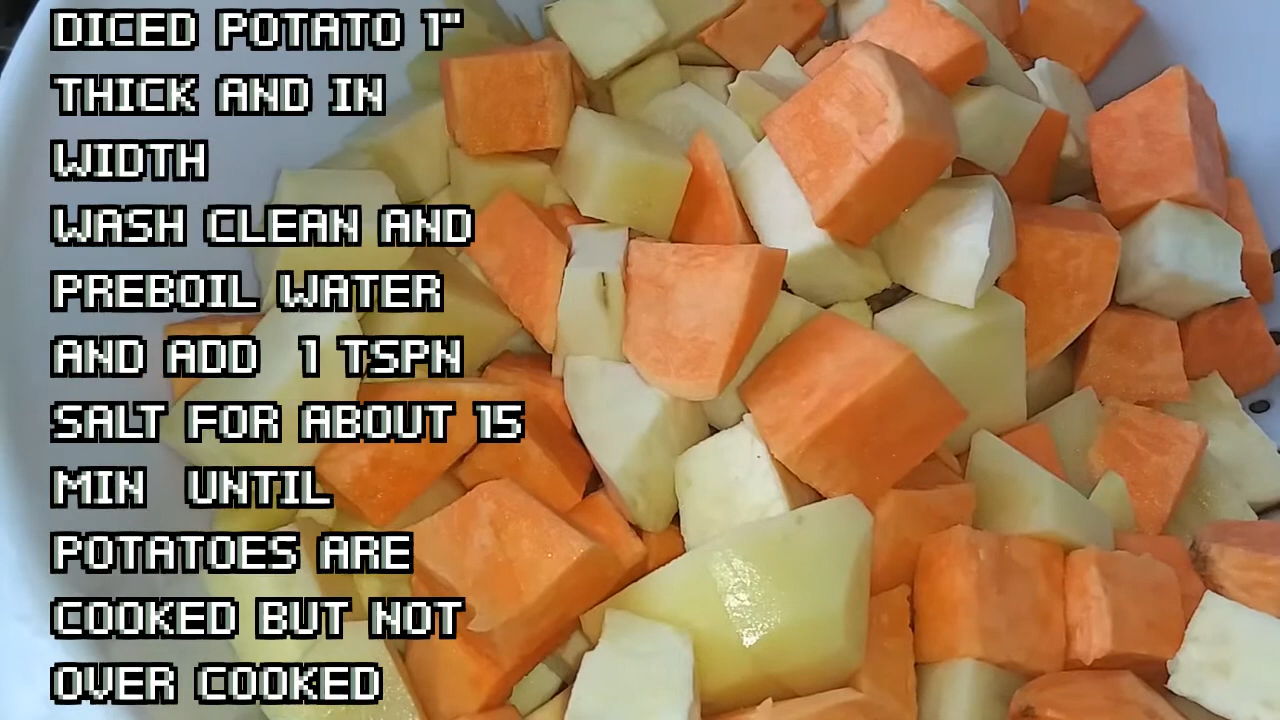 DICED POTATO 1"
THICK AND IN
WIDTH
WASH CLEAN AND
PREBOIL WATER
AND ADD  1 TSPN
SALT FOR ABOUT 15
MIN  UNTIL
POTATOES ARE
COOKED BUT NOT
OVER COOKED